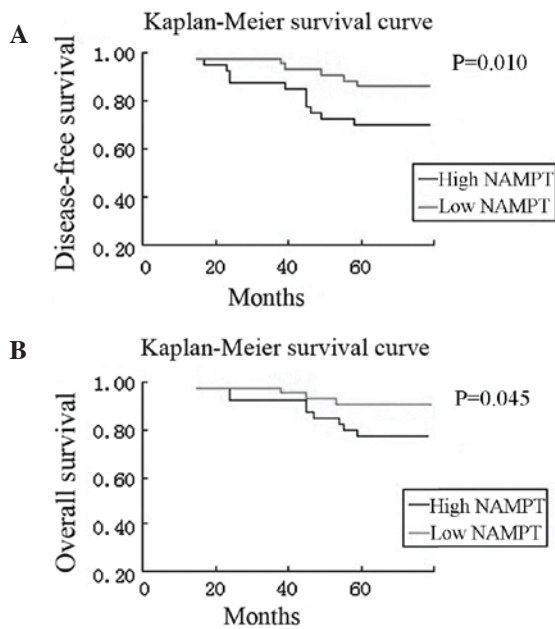 A
Kaplan-Meier survival curve
Disease-free survival
1.00
0.80
0.60
0.40
0.20
P=0.010
High NAMPT
Low NAMPT
0 20 40 60
Months
B
Kaplan-Meier survival curve
Overall survival
1.00
0.80
0.60
0.40
0.20
P=0.045
High NAMPT
Low NAMPT
0 20 40 60
Months